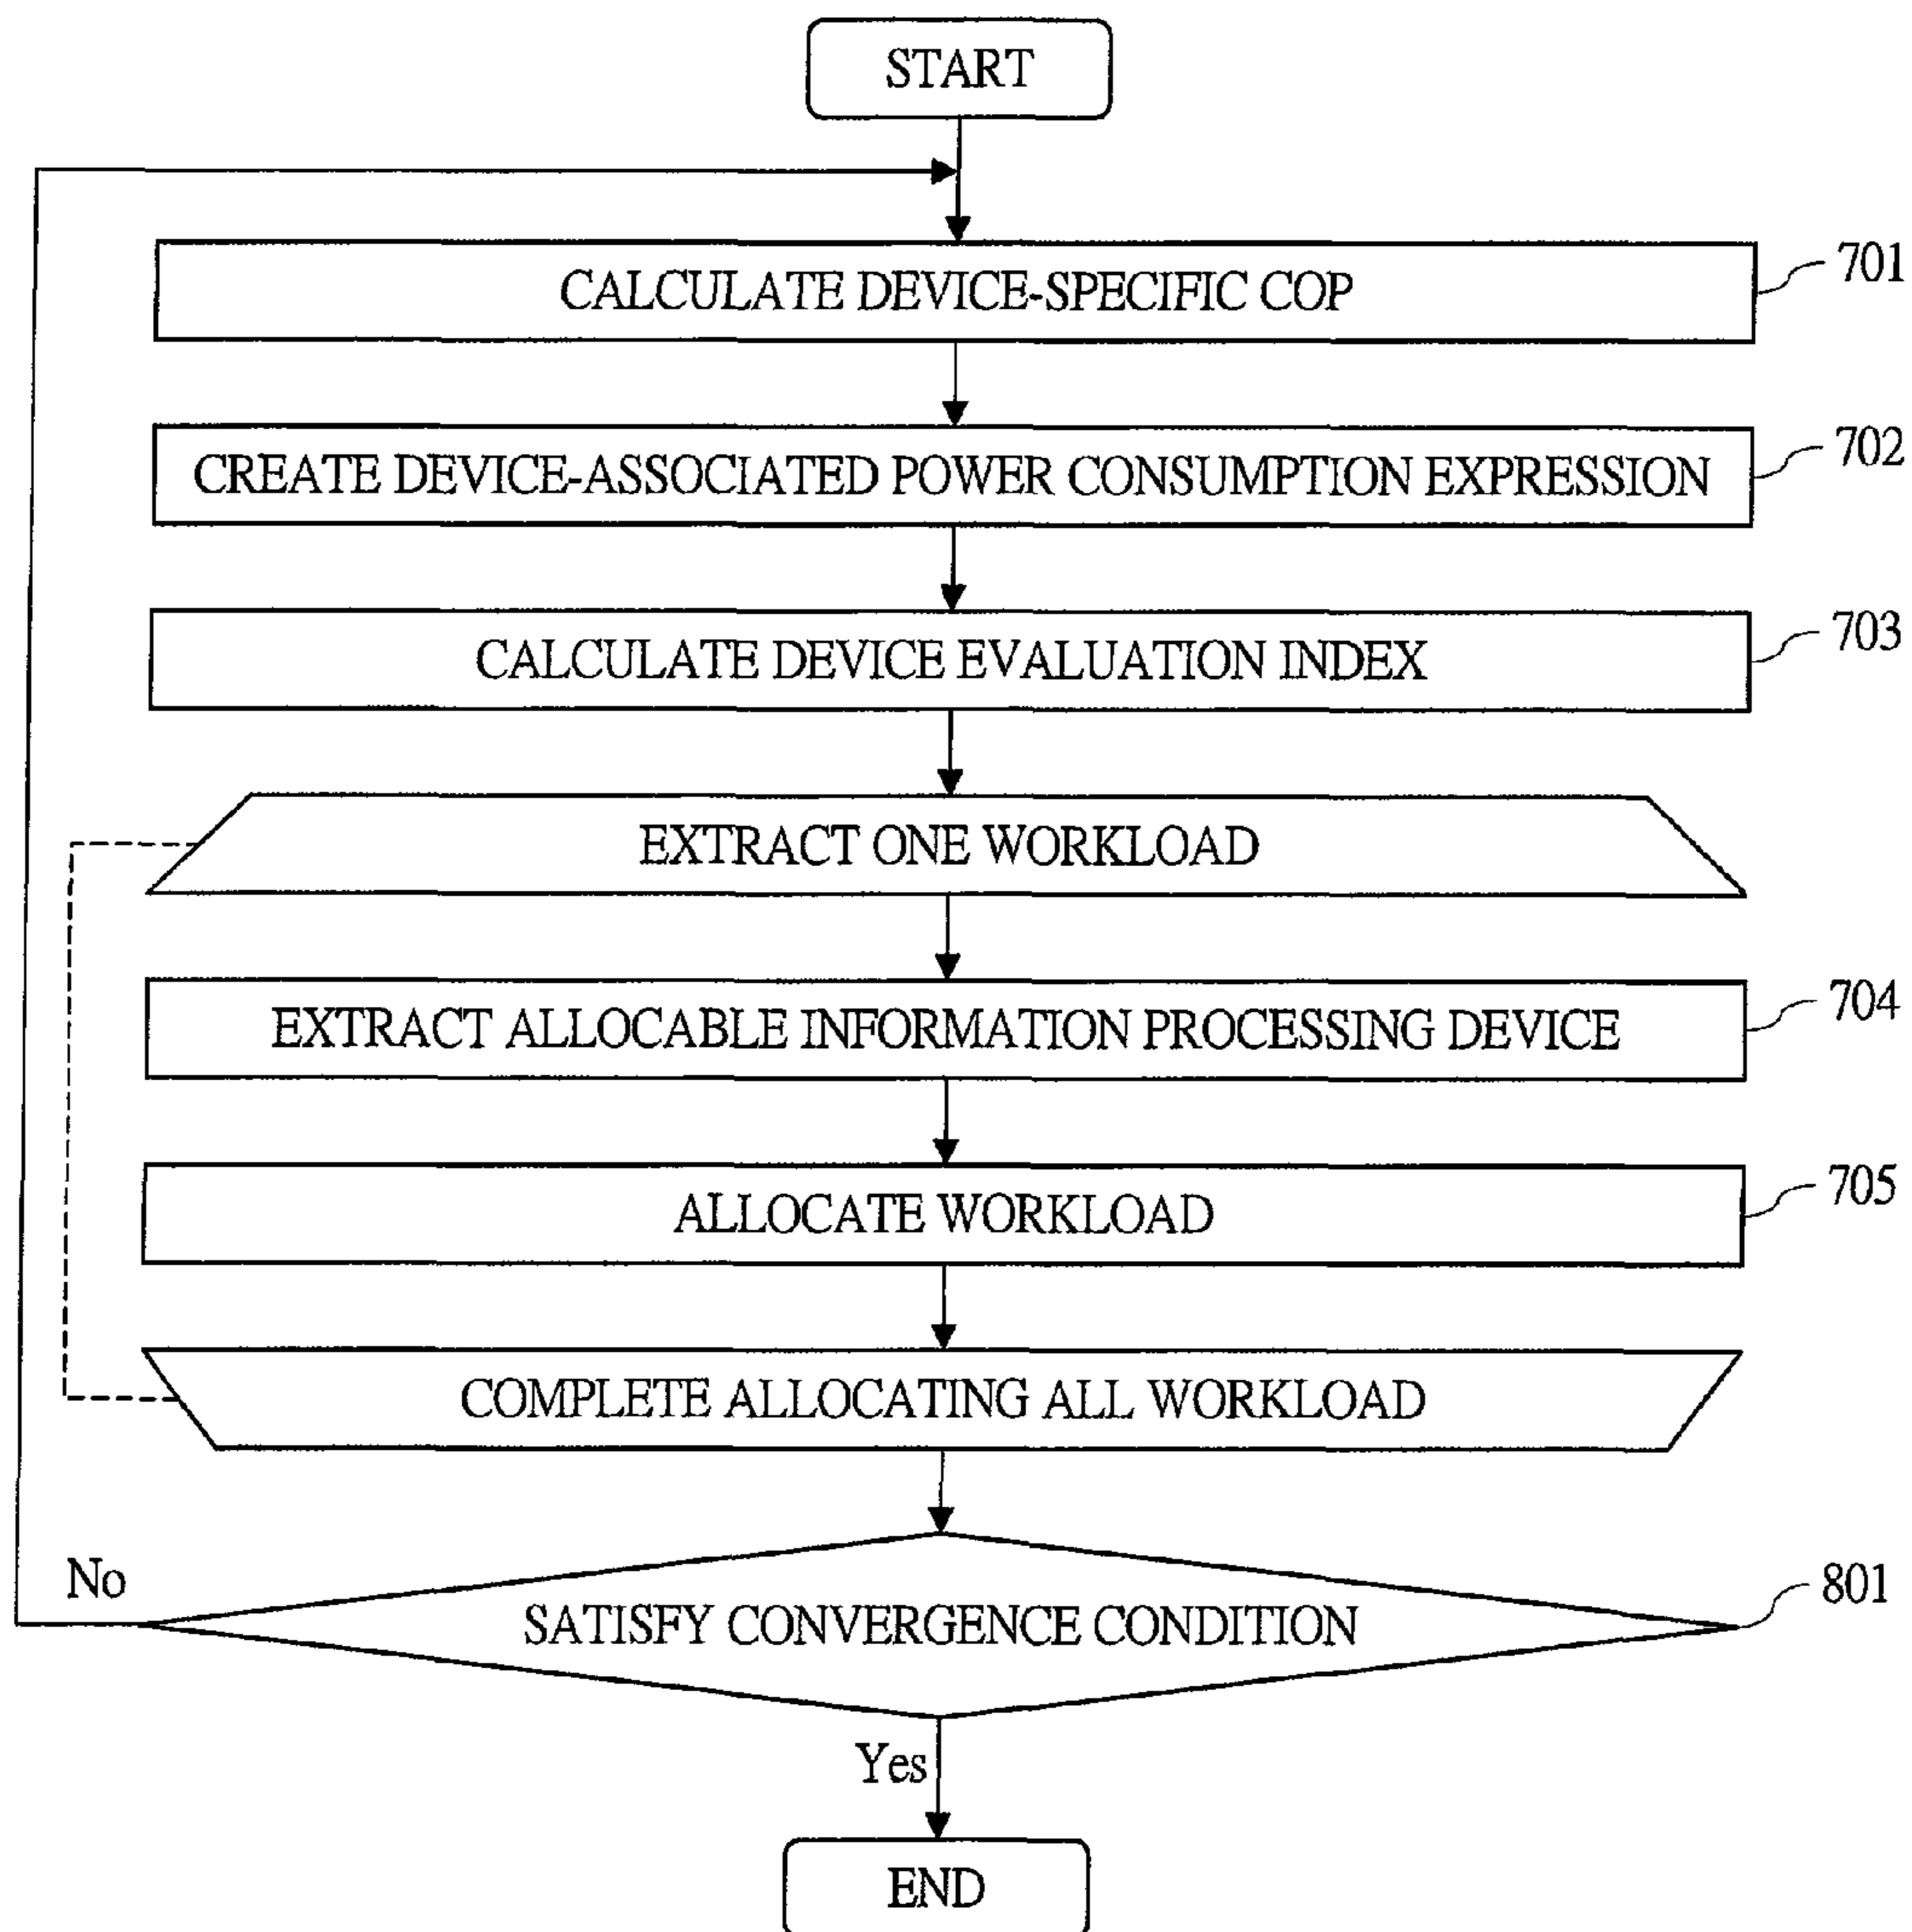 START
CALCULATE DEVICE-SPECIFIC COP
701
CREATE DEVICE-ASSOCIATED POWER CONSUMPTION EXPRESSION
702
CALCULATE DEVICE EVALUATION INDEX
703
EXTRACT ONE WORKLOAD
EXTRACT ALLOCABLE INFORMATION PROCESSING DEVICE
704
ALLOCATE WORKLOAD
705
COMPLETE ALLOCATING ALL WORKLOAD
No
SATISFY CONVERGENCE CONDITION
801
Yes
END